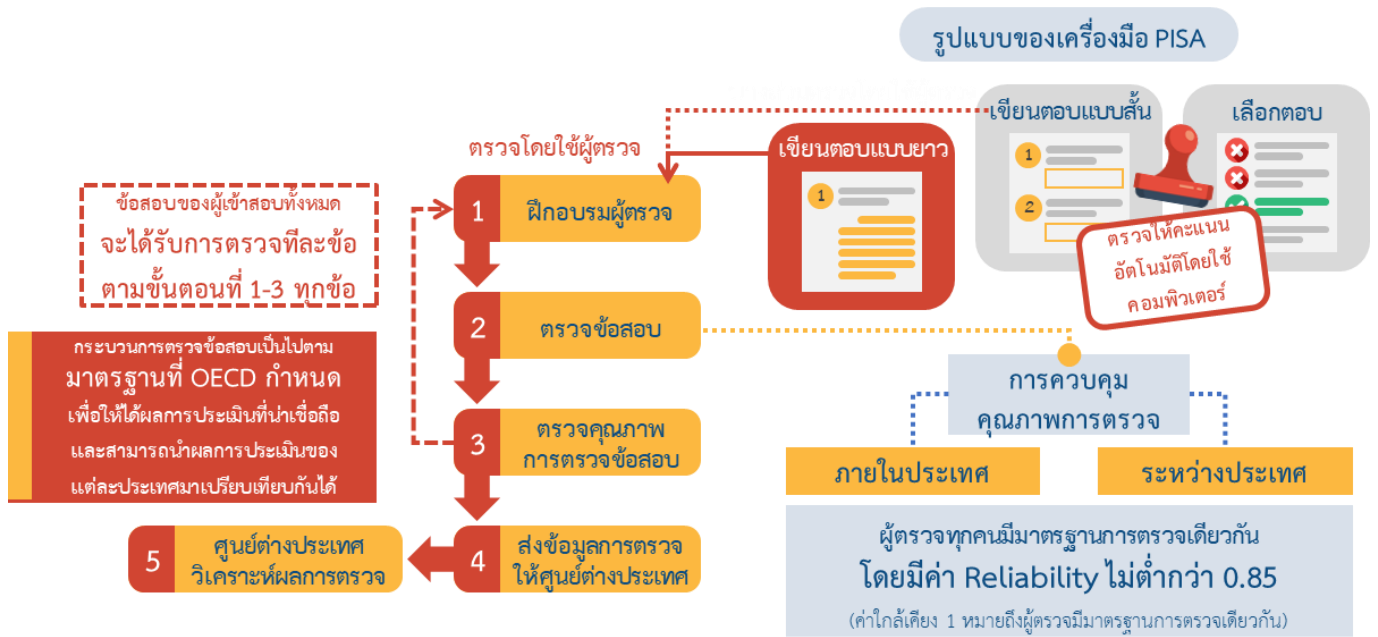 รูปแบบของเครื่องมือ PISA
เขียนตอบแบบสั้น
1
2
เลือกตอบ
ตรวจให้คะแนน
อัตโนมัติโดยใช้
คอมพิวเตอร์
เขียนตอบแบบยาว
1
ตรวจโดยใช้ผู้ตรวจ
1
ฝึกอบรมผู้ตรวจ
2
ตรวจข้อสอบ
3
ตรวจคุณภาพ
การตรวจข้อสอบ
4
ส่งข้อมูลการตรวจ
ให้ศูนย์ต่างประเทศ
5
ศูนย์ต่างประเทศ
วิเคราะห์ผลการตรวจ
ข้อสอบของผู้เข้าสอบทั้งหมด
จะได้รับการตรวจทีละข้อ
ตามขั้นตอนที่ 1-3 ทุกข้อ
กระบวนการตรวจข้อสอบเป็นไปตาม
มาตรฐานที่ OECD กำหนด
เพื่อให้ได้ผลการประเมินที่น่าเชื่อถือ
และสามารถนำผลการประเมินของ
แต่ละประเทศมาเปรียบเทียบกันได้
การควบคุม
คุณภาพการตรวจ
ภายในประเทศ
ระหว่างประเทศ
ผู้ตรวจทุกคนมีมาตรฐานการตรวจเดียวกัน
โดยมีค่า Reliability ไม่ต่ำกว่า 0.85
(ค่าใกล้เคียง 1 หมายถึงผู้ตรวจมีมาตรฐานการตรวจเดียวกัน)